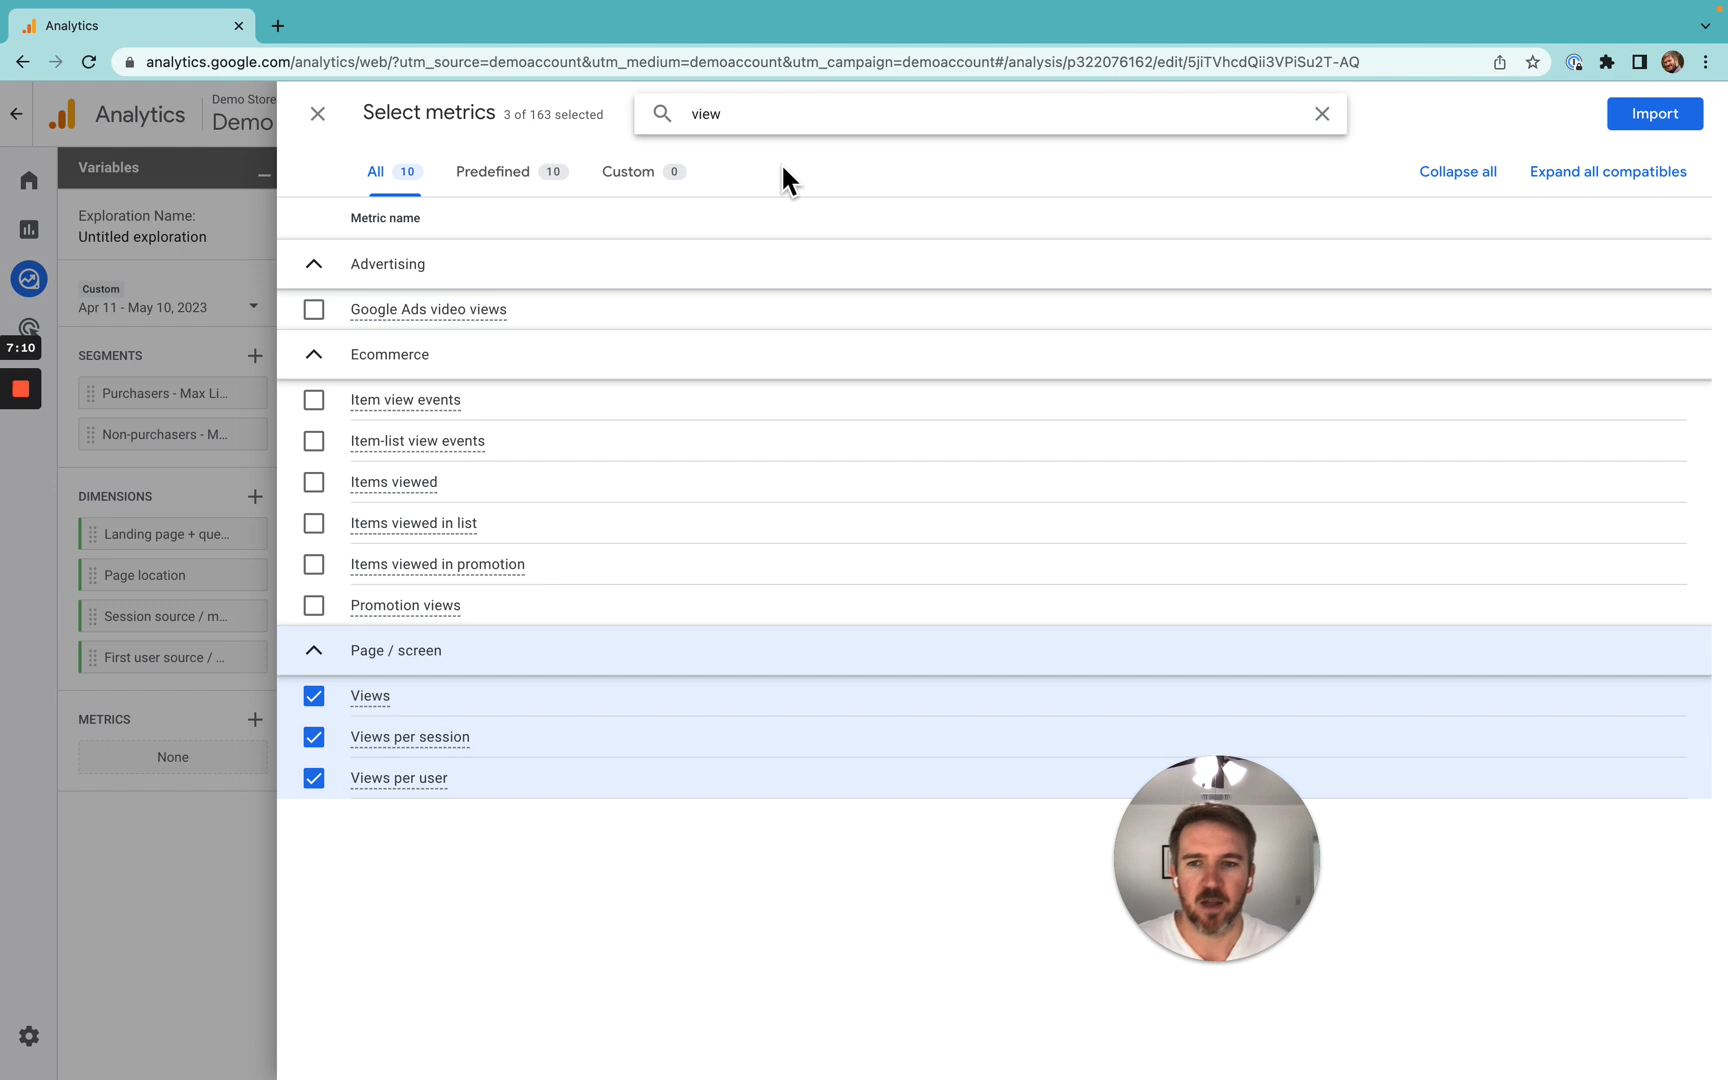 Analytics
analytics.google.com/analytics/web/?utm_source=demoaccount&utm_medium=demoaccount&utm_campaign=demoaccount#/analysis/p322076162/edit/5jiTVhcdQii3VPiSu2T-AQ
Analytics
Demo Store
Demo
Select metrics 3 of 163 selected
view
Import
All 10
Predefined 10
Custom 0
Collapse all
Expand all compatibles
Variables
Exploration Name:
Untitled exploration
Custom
Apr 11 - May 10, 2023
7:10
SEGMENTS
Purchasers - Max Li...
Non-purchasers - M...
DIMENSIONS
Landing page + que...
Page location
Session source / m...
First user source / ...
METRICS
None
Metric name
Advertising
Google Ads video views
Ecommerce
Item view events
Item-list view events
Items viewed
Items viewed in list
Items viewed in promotion
Promotion views
Page / screen
Views
Views per session
Views per user